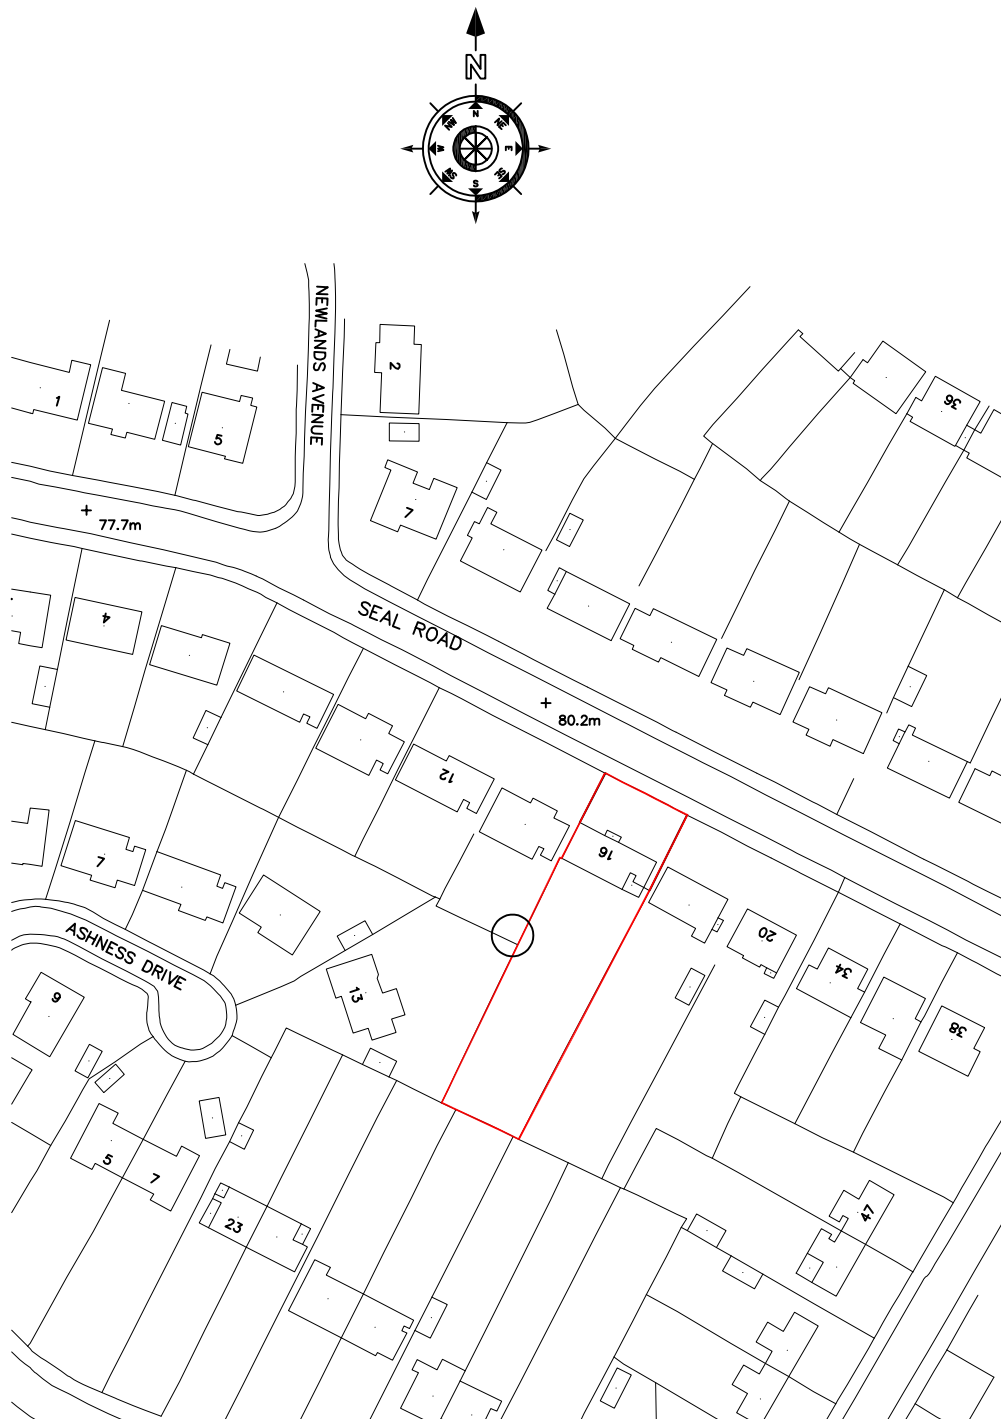 N
N
NE
E
SE
S
SW
W
NW
NEWLANDS AVENUE
2
1
5
36
7
77.7m
SEAL ROAD
4
80.2m
12
16
7
20
ASHNESS DRIVE
34
13
9
38
5
7
47
23